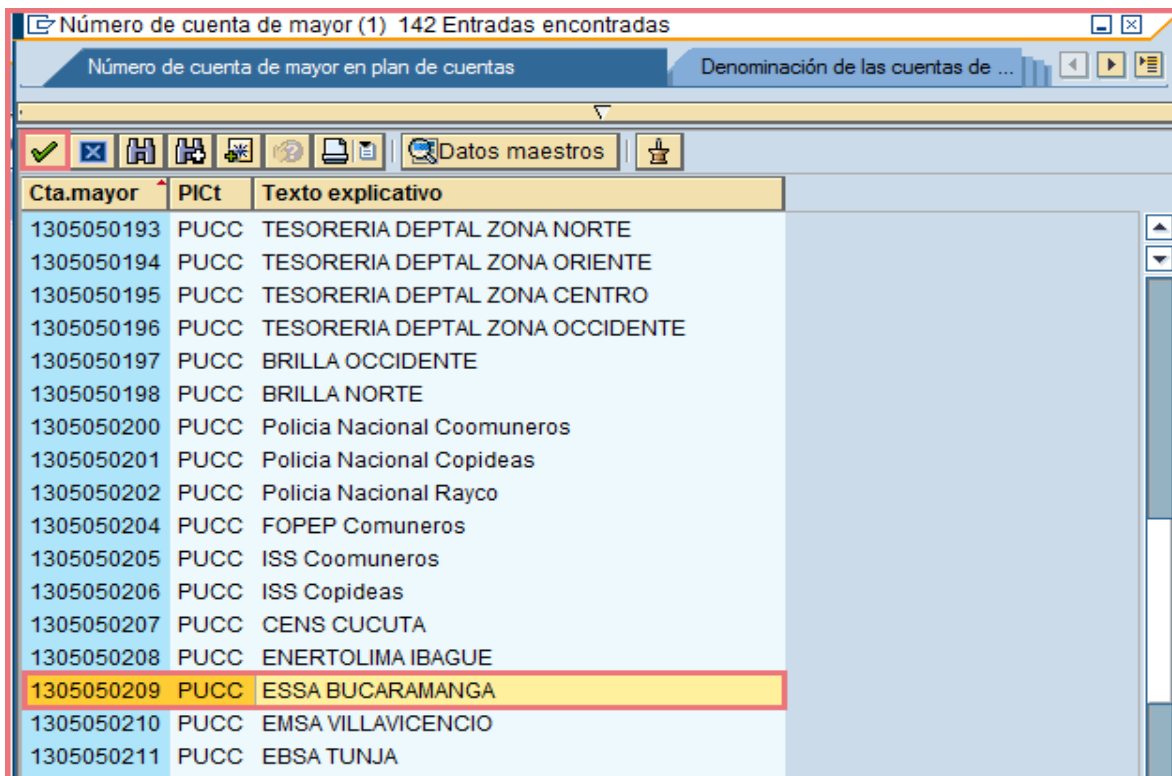 Número de cuenta de mayor (1) 142 Entradas encontradas
Número de cuenta de mayor en plan de cuentas Denominación de las cuentas de ...
Datos maestros
Cta.mayor PlCt Texto explicativo
1305050193 PUCC TESORERIA DEPTAL ZONA NORTE
1305050194 PUCC TESORERIA DEPTAL ZONA ORIENTE
1305050195 PUCC TESORERIA DEPTAL ZONA CENTRO
1305050196 PUCC TESORERIA DEPTAL ZONA OCCIDENTE
1305050197 PUCC BRILLA OCCIDENTE
1305050198 PUCC BRILLA NORTE
1305050200 PUCC Policia Nacional Coomuneros
1305050201 PUCC Policia Nacional Copideas
1305050202 PUCC Policia Nacional Rayco
1305050204 PUCC FOPEP Comuneros
1305050205 PUCC ISS Coomuneros
1305050206 PUCC ISS Copideas
1305050207 PUCC CENS CUCUTA
1305050208 PUCC ENERTOLIMA IBAGUE
1305050209 PUCC ESSA BUCARAMANGA
1305050210 PUCC EMSA VILLAVICENCIO
1305050211 PUCC EBSA TUNJA